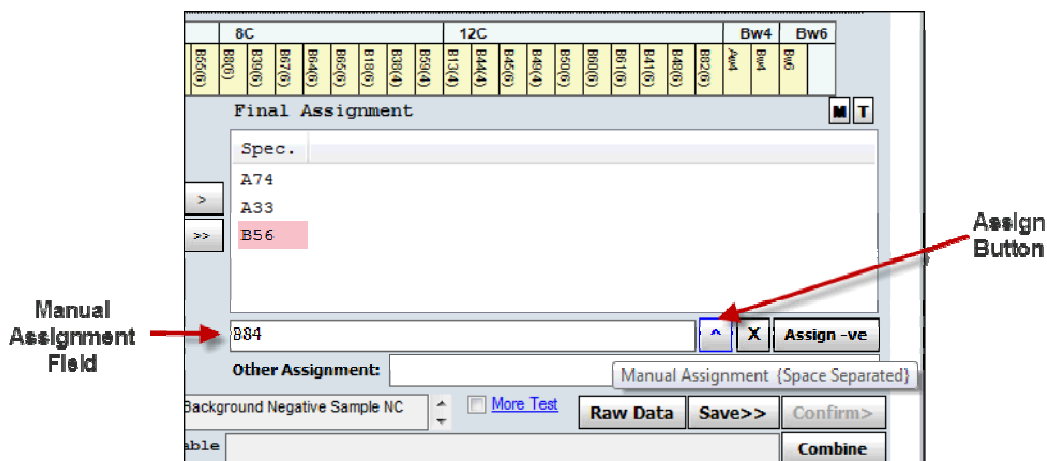 8C 12C Bw4 Bw6
B55(6) B8(6) B39(6) B67(6) B64(6) B65(6) B18(6) B38(4) B59(4) B13(4) B44(4) B45(6) B49(4) B50(6) B60(6) B61(6) B41(6) B48(6) B82(6) Aw4 Bw4 Bw6
Final Assignment M T
Spec.
A74
> A33
>> B56
Assign
Button
Manual
Assignment
Field
B84 ^ X Assign -ve
Other Assignment:
Manual Assignment {Space Separated}
Background Negative Sample NC More Test Raw Data Save>> Confirm>
able Combine